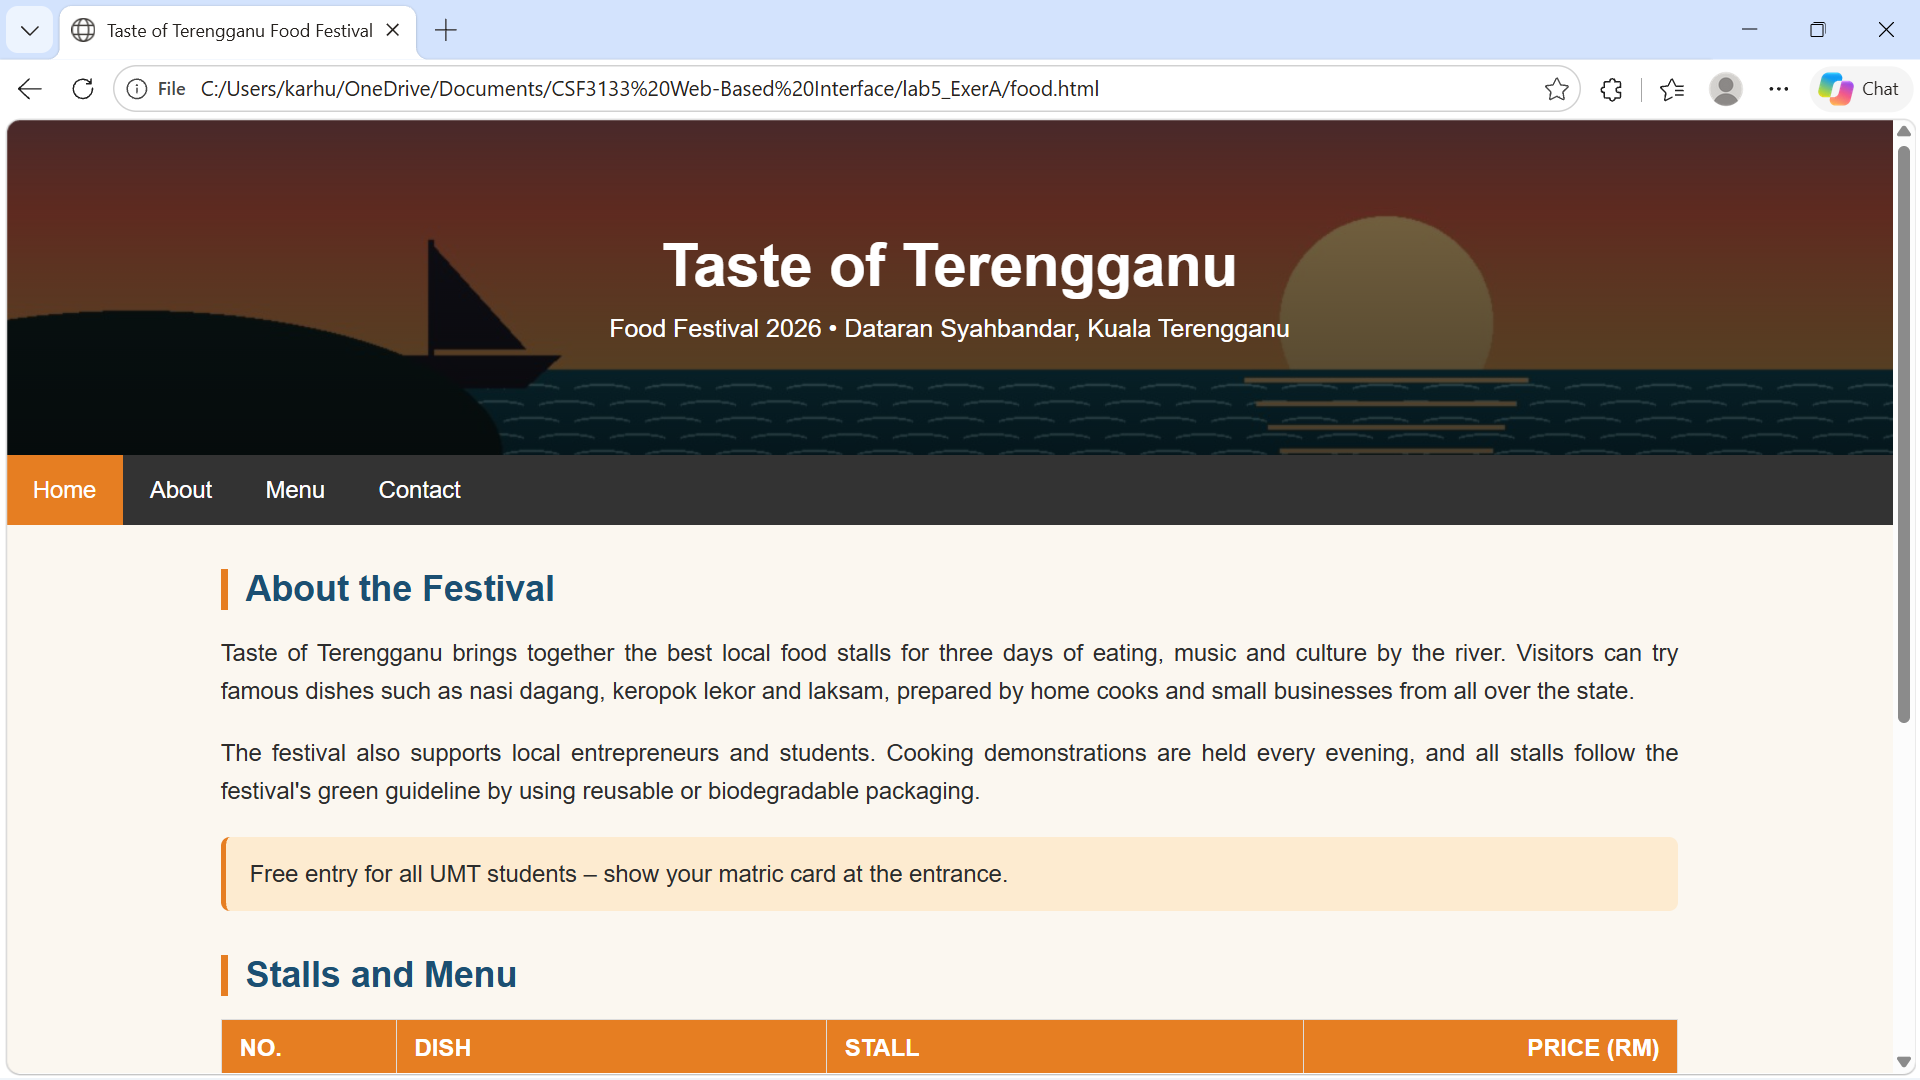 Taste of Terengganu Food Festival
File C:/Users/karhu/OneDrive/Documents/CSF3133%20Web-Based%20Interface/lab5_ExerA/food.html
Chat
Taste of Terengganu
Food Festival 2026 • Dataran Syahbandar, Kuala Terengganu
Home About Menu Contact
About the Festival
Taste of Terengganu brings together the best local food stalls for three days of eating, music and culture by the river. Visitors can try
famous dishes such as nasi dagang, keropok lekor and laksam, prepared by home cooks and small businesses from all over the state.
The festival also supports local entrepreneurs and students. Cooking demonstrations are held every evening, and all stalls follow the
festival's green guideline by using reusable or biodegradable packaging.
Free entry for all UMT students – show your matric card at the entrance.
Stalls and Menu
NO. DISH STALL PRICE (RM)